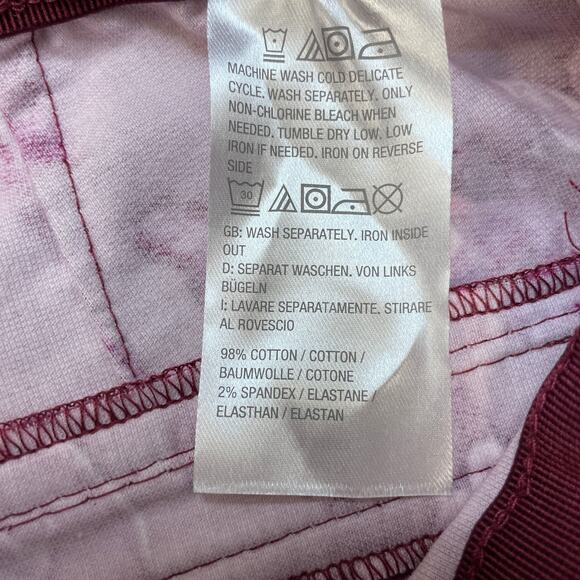 MACHINE WASH COLD DELICATE
CYCLE. WASH SEPARATELY. ONLY
NON-CHLORINE BLEACH WHEN
NEEDED. TUMBLE DRY LOW. LOW
IRON IF NEEDED. IRON ON REVERSE
SIDE
30
GB: WASH SEPARATELY. IRON INSIDE
OUT
D: SEPARAT WASCHEN. VON LINKS
BÜGELN
I: LAVARE SEPARATAMENTE. STIRARE
AL ROVESCIO
98% COTTON / COTTON /
BAUMWOLLE / COTONE
2% SPANDEX / ELASTANE /
ELASTHAN / ELASTAN